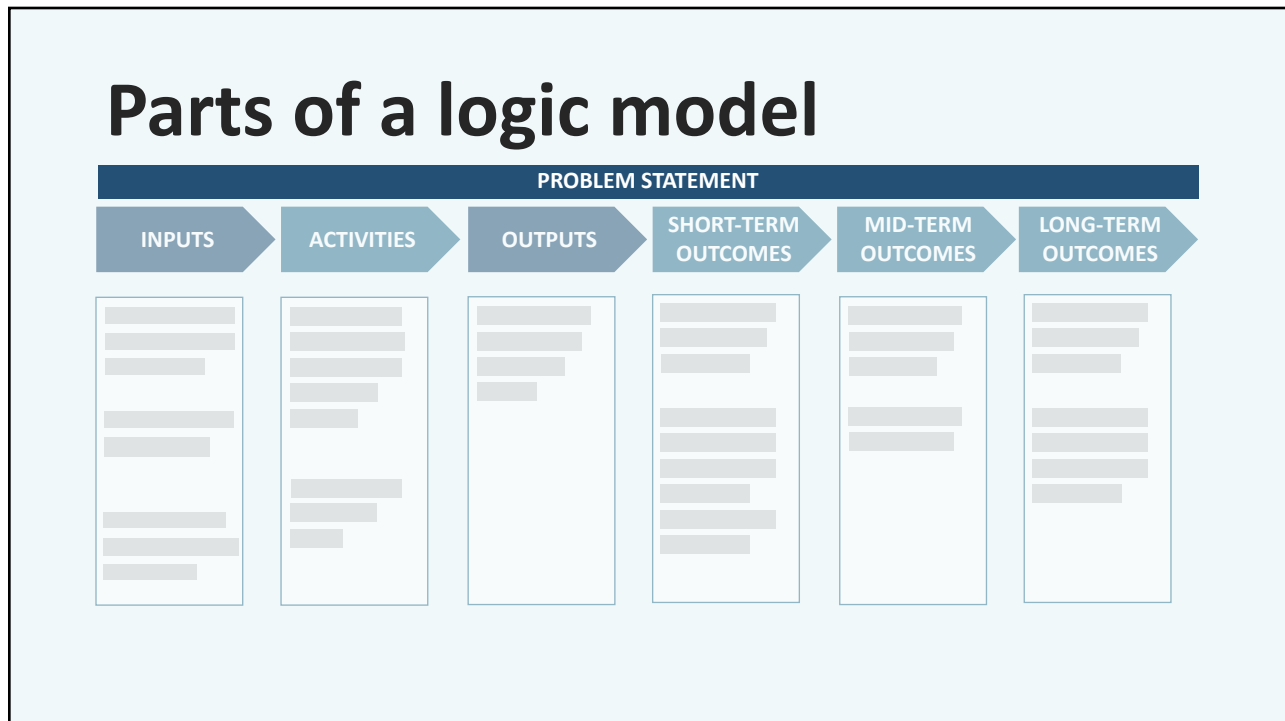 Parts of a logic model
PROBLEM STATEMENT
INPUTS
ACTIVITIES
OUTPUTS
SHORT-TERM
OUTCOMES
MID-TERM
OUTCOMES
LONG-TERM
OUTCOMES